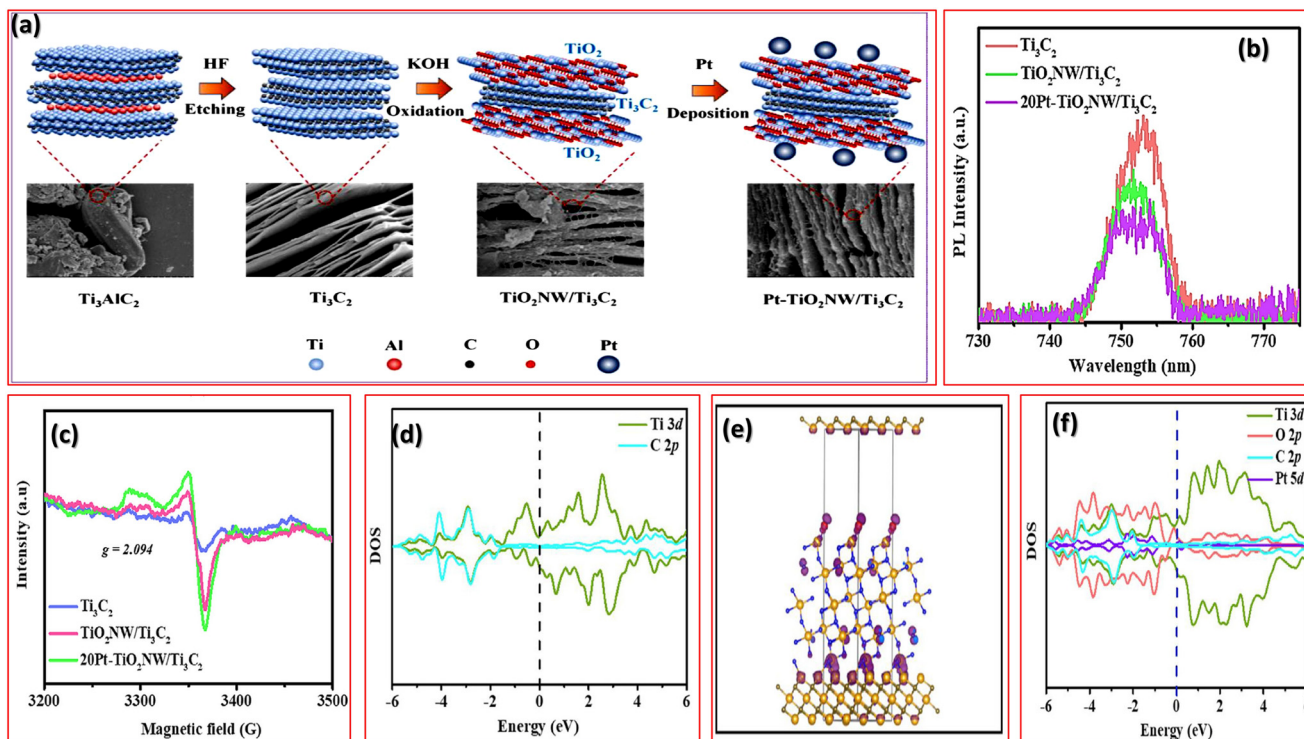 (a)
HF
Etching
KOH
Oxidation
Pt
Deposition
TiO₂
Ti₃C₂
TiO₂
Ti₃AlC₂
Ti₃C₂
TiO₂NW/Ti₃C₂
Pt-TiO₂NW/Ti₃C₂
Ti Al C O Pt
(b)
Ti₃C₂
TiO₂NW/Ti₃C₂
20Pt-TiO₂NW/Ti₃C₂
PL Intensity (a.u.)
730 740 750 760 770
Wavelength (nm)
(c)
Intensity (a.u)
g = 2.094
Ti₃C₂
TiO₂NW/Ti₃C₂
20Pt-TiO₂NW/Ti₃C₂
3200 3300 3400 3500
Magnetic field (G)
(d)
Ti 3d
C 2p
DOS
-6 -4 -2 0 2 4 6
Energy (eV)
(e)
(f)
Ti 3d
O 2p
C 2p
Pt 5d
DOS
-6 -4 -2 0 2 4 6
Energy (eV)